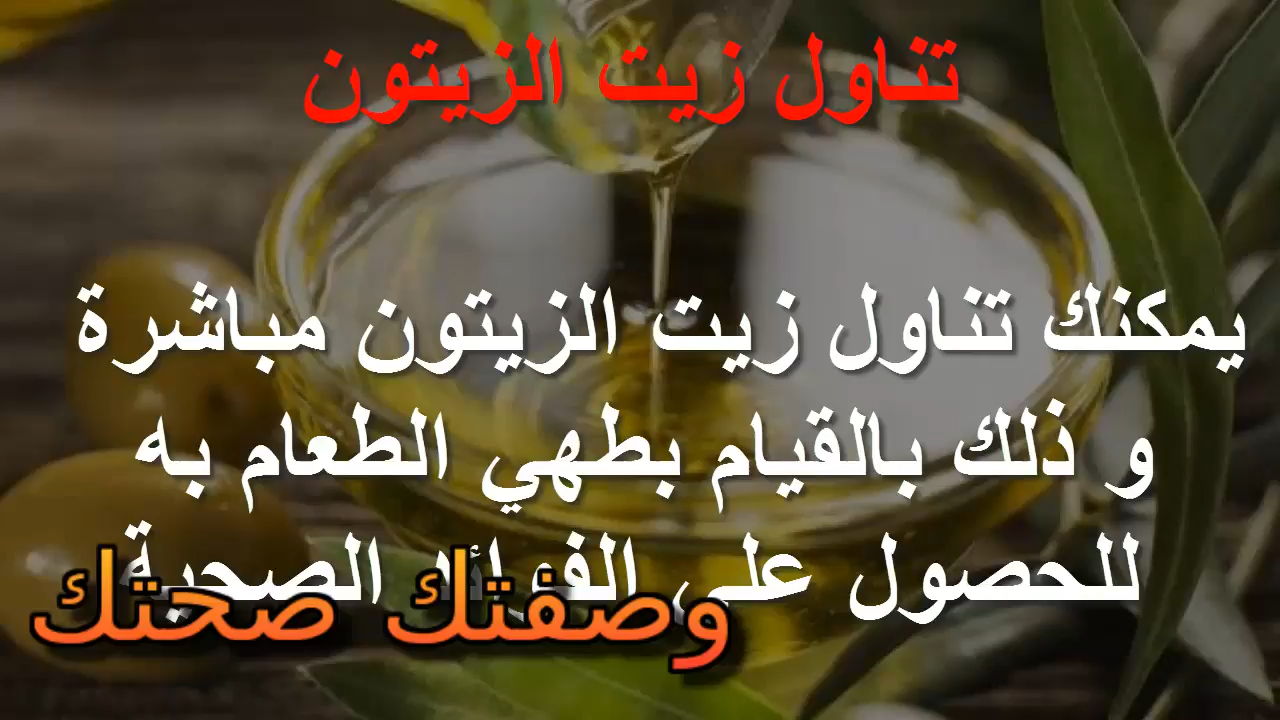 تناول زيت الزيتون
يمكنك تناول زيت الزيتون مباشرة
و ذلك بالقيام بطهي الطعام به
للحصول على الفوائد الصحية
وصفتك صحتك